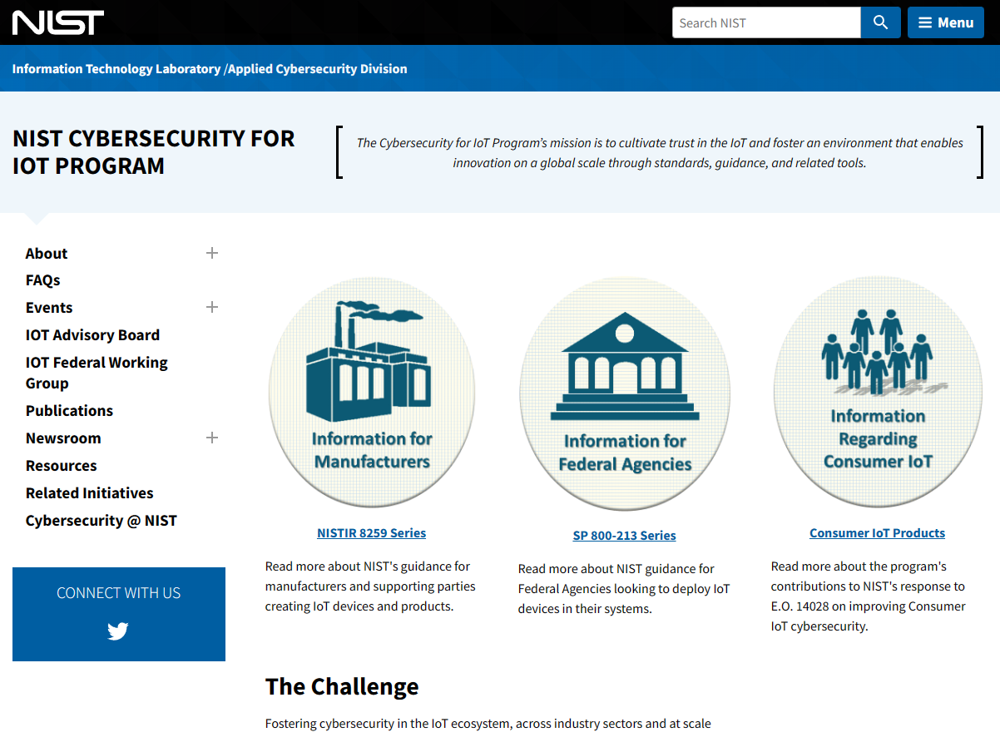 NIST
Search NIST
Menu
Information Technology Laboratory /Applied Cybersecurity Division
NIST CYBERSECURITY FOR
IOT PROGRAM
The Cybersecurity for IoT Program’s mission is to cultivate trust in the IoT and foster an environment that enables
innovation on a global scale through standards, guidance, and related tools.
About
FAQs
Events
IOT Advisory Board
IOT Federal Working
Group
Publications
Newsroom
Resources
Related Initiatives
Cybersecurity @ NIST
CONNECT WITH US
Information for
Manufacturers
NISTIR 8259 Series
Read more about NIST's guidance for
manufacturers and supporting parties
creating IoT devices and products.
Information for
Federal Agencies
SP 800-213 Series
Read more about NIST guidance for
Federal Agencies looking to deploy IoT
devices in their systems.
Information
Regarding
Consumer IoT
Consumer IoT Products
Read more about the program's
contributions to NIST's response to
E.O. 14028 on improving Consumer
IoT cybersecurity.
The Challenge
Fostering cybersecurity in the IoT ecosystem, across industry sectors and at scale